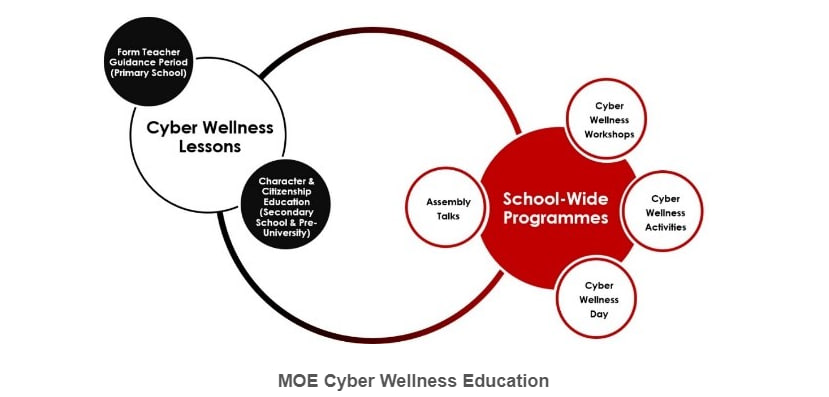 Form Teacher
Guidance Period
(Primary School)
Cyber Wellness
Lessons
Character &
Citizenship
Education
(Secondary
School & Pre-
University)
Assembly
Talks
School-Wide
Programmes
Cyber
Wellness
Workshops
Cyber
Wellness
Activities
Cyber
Wellness
Day
MOE Cyber Wellness Education